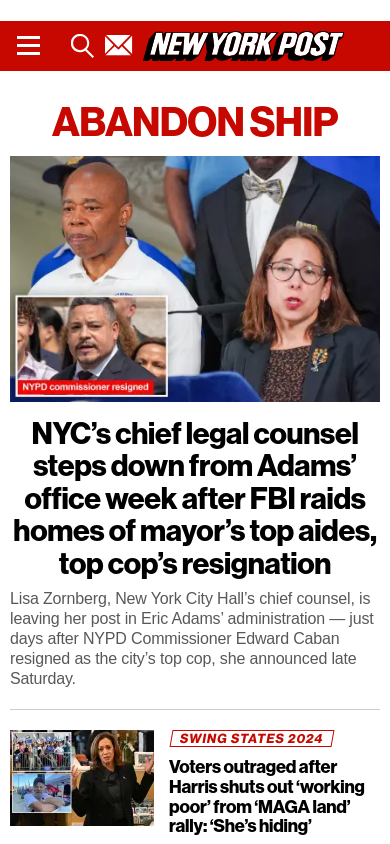 NEW YORK POST
ABANDON SHIP
NYPD commissioner resigned
NYC’s chief legal counsel
steps down from Adams’
office week after FBI raids
homes of mayor’s top aides,
top cop’s resignation
Lisa Zornberg, New York City Hall’s chief counsel, is
leaving her post in Eric Adams’ administration — just
days after NYPD Commissioner Edward Caban
resigned as the city’s top cop, she announced late
Saturday.
SWING STATES 2024
Voters outraged after
Harris shuts out ‘working
poor’ from ‘MAGA land’
rally: ‘She’s hiding’